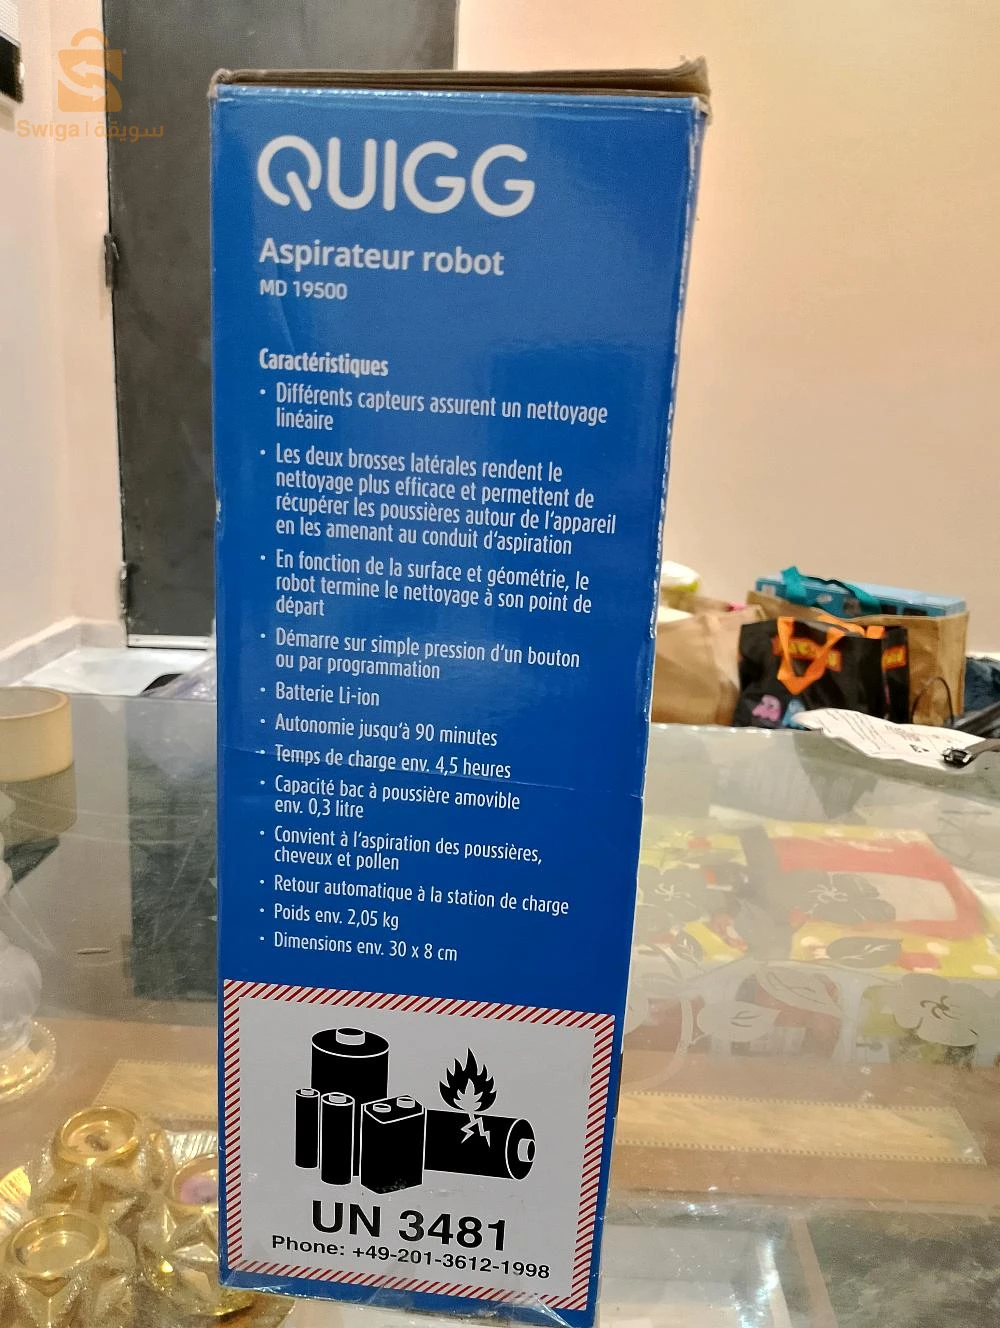 Swiga | سويقة
QUIGG
Aspirateur robot
MD 19500
Caractéristiques
• Différents capteurs assurent un nettoyage
linéaire
• Les deux brosses latérales rendent le
nettoyage plus efficace et permettent de
récupérer les poussières autour de l'appareil
en les amenant au conduit d'aspiration
• En fonction de la surface et géométrie, le
robot termine le nettoyage à son point de
départ
• Démarre sur simple pression d'un bouton
ou par programmation
• Batterie Li-ion
• Autonomie jusqu'à 90 minutes
• Temps de charge env. 4,5 heures
• Capacité bac à poussière amovible
env. 0,3 litre
• Convient à l'aspiration des poussières,
cheveux et pollen
• Retour automatique à la station de charge
• Poids env. 2,05 kg
• Dimensions env. 30 x 8 cm
UN 3481
Phone: +49-201-3612-1998